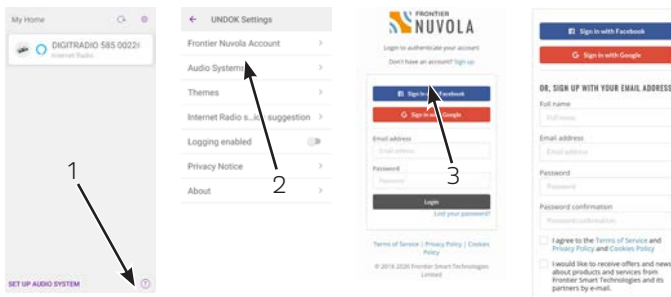 My Home
DIGITRADIO 585 0022
Internet Radio
SET UP AUDIO SYSTEM
1
UNDOK Settings
Frontier Nuvola Account
Audio Systems
Themes
Internet Radio s... suggestion
Logging enabled
Privacy Notice
About
2
FRONTIER
NUVOLA
Login to authenticate your account
Don't have an account? Sign up
Sign in with Facebook
Sign in with Google
Email address
Email address
Password
Password
Login
Lost your password?
Terms of Service | Privacy Policy | Cookies
Policy
© 2018-2020 Frontier Smart Technologies
Limited
3
Sign in with Facebook
Sign in with Google
OR, SIGN UP WITH YOUR EMAIL ADDRESS
Full name
Full name
Email address
Email address
Password
Password
Password confirmation
Password confirmation
I agree to the Terms of Service and
Privacy Policy and Cookies Policy
I would like to receive offers and news
about products and services from
Frontier Smart Technologies and its
partners by e-mail.